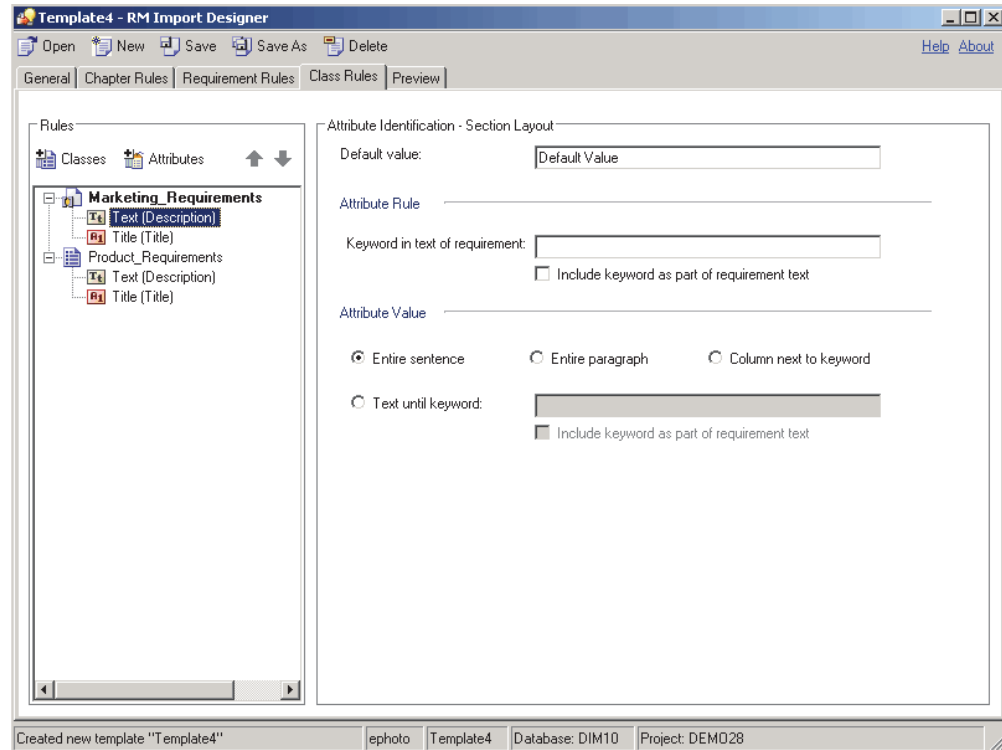 Template4 - RM Import Designer
Open New Save Save As Delete Help About
General Chapter Rules Requirement Rules Class Rules Preview
Rules
Classes Attributes
Marketing_Requirements
Text (Description)
Title (Title)
Product_Requirements
Text (Description)
Title (Title)
Attribute Identification - Section Layout
Default value: Default Value
Attribute Rule
Keyword in text of requirement:
Include keyword as part of requirement text
Attribute Value
Entire sentence Entire paragraph Column next to keyword
Text until keyword:
Include keyword as part of requirement text
Created new template "Template4" ephoto Template4 Database: DIM10 Project: DEMO28